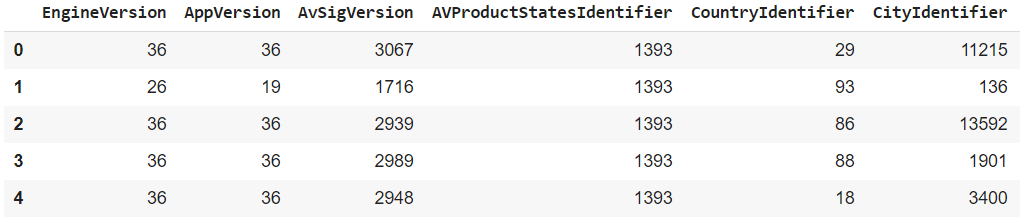 EngineVersion AppVersion AvSigVersion AVProductStatesIdentifier CountryIdentifier CityIdentifier
0 36 36 3067 1393 29 11215
1 26 19 1716 1393 93 136
2 36 36 2939 1393 86 13592
3 36 36 2989 1393 88 1901
4 36 36 2948 1393 18 3400